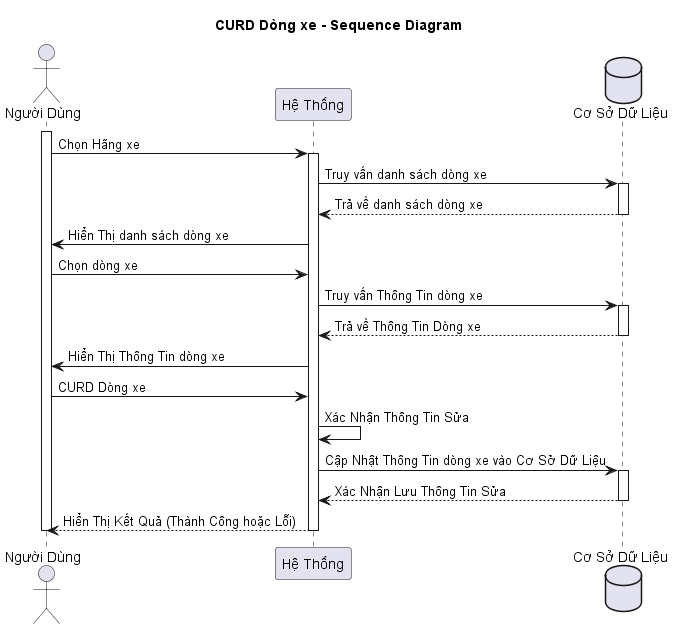 CURD Dòng xe - Sequence Diagram
Người Dùng
Hệ Thống
Cơ Sở Dữ Liệu
Chọn Hãng xe
Truy vấn danh sách dòng xe
Trả về danh sách dòng xe
Hiển Thị danh sách dòng xe
Chọn dòng xe
Truy vấn Thông Tin dòng xe
Trả về Thông Tin Dòng xe
Hiển Thị Thông Tin dòng xe
CURD Dòng xe
Xác Nhận Thông Tin Sửa
Cập Nhật Thông Tin dòng xe vào Cơ Sở Dữ Liệu
Xác Nhận Lưu Thông Tin Sửa
Hiển Thị Kết Quả (Thành Công hoặc Lỗi)
Người Dùng
Hệ Thống
Cơ Sở Dữ Liệu